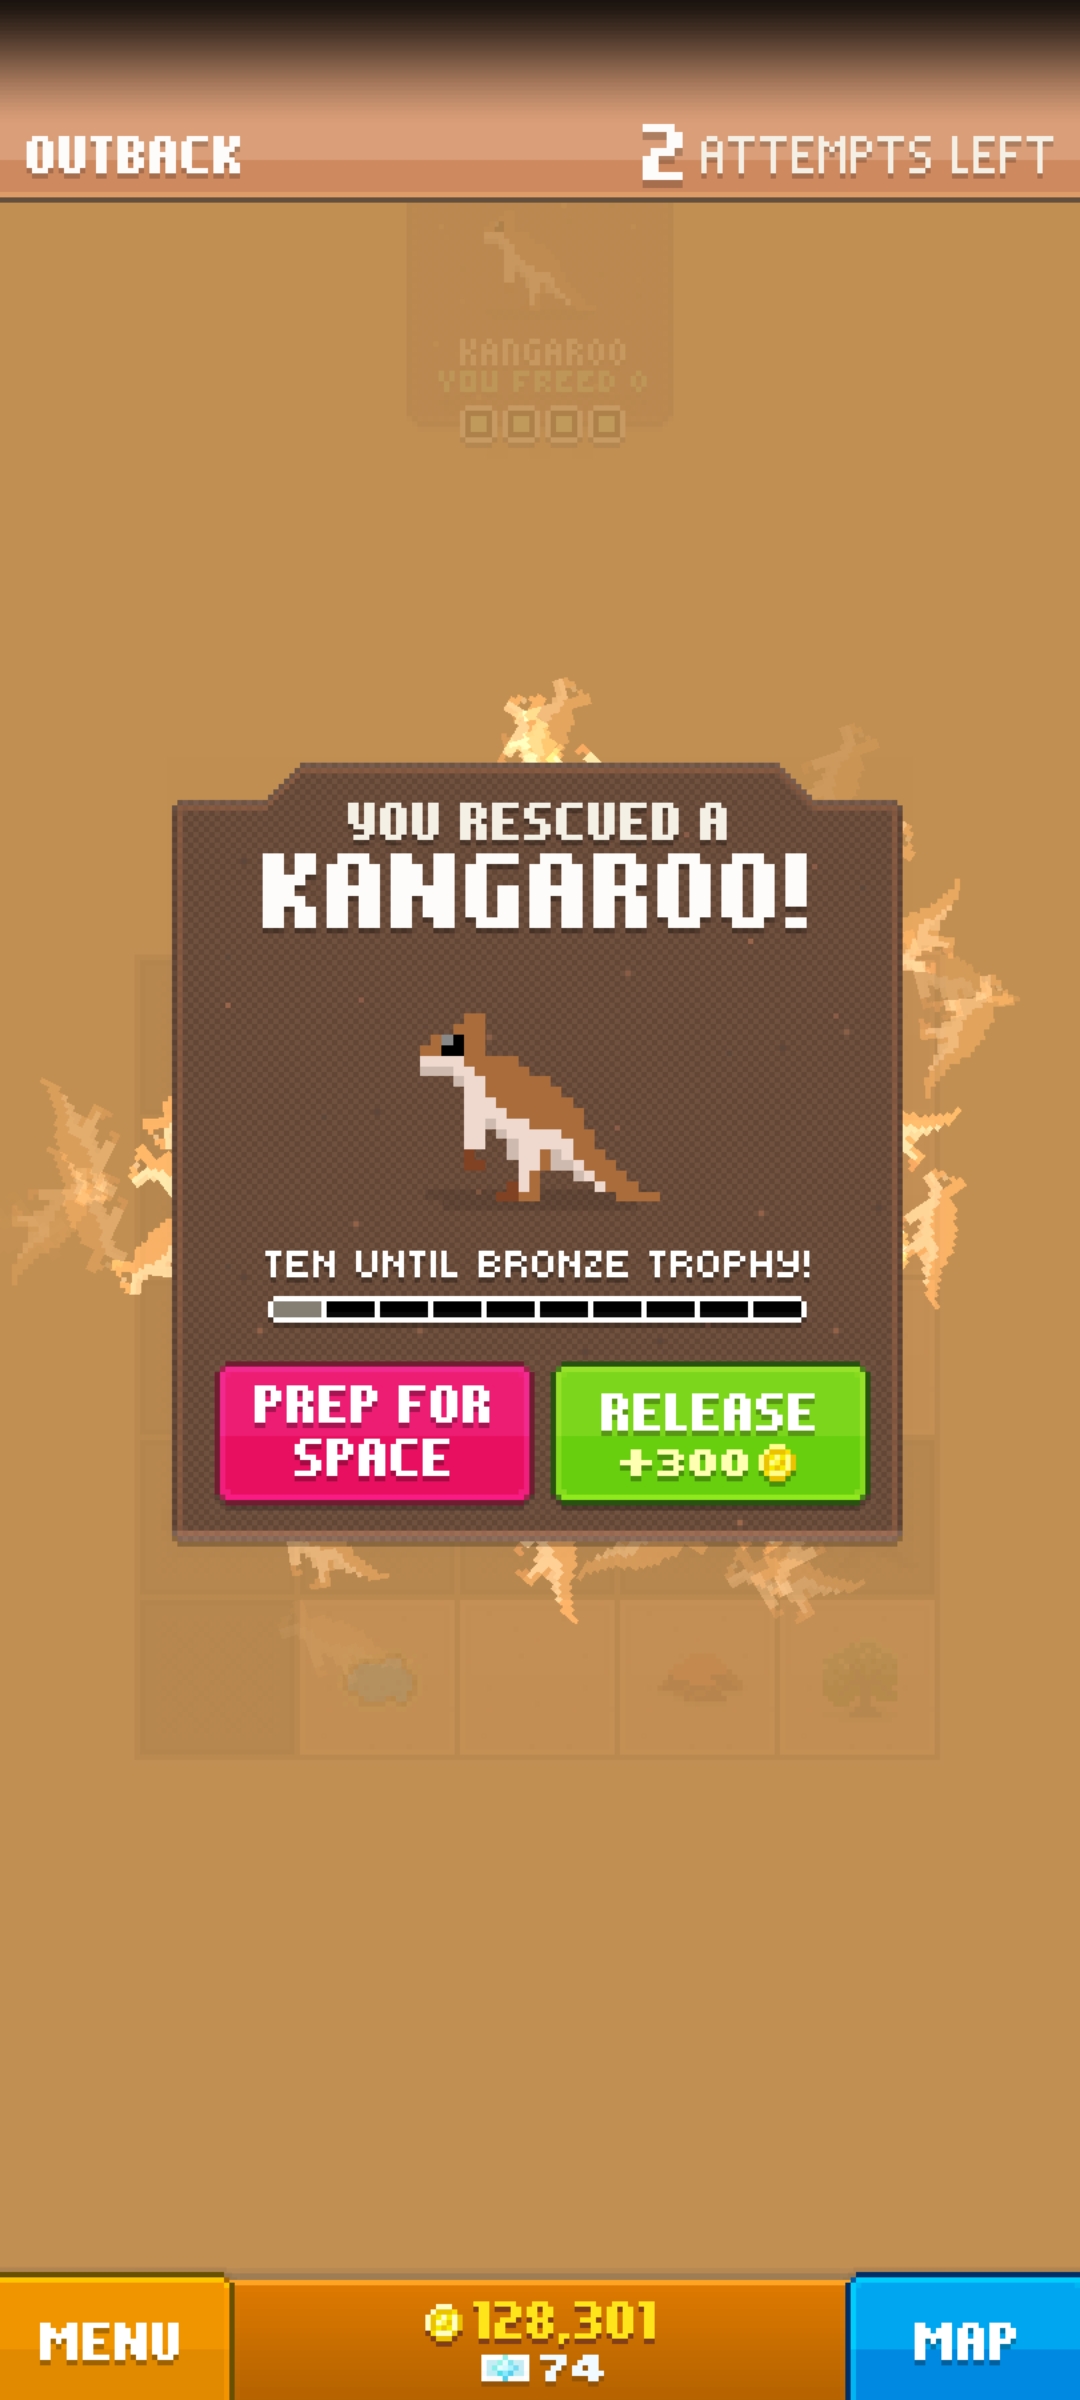 OUTBACK
2 ATTEMPTS LEFT
KANGAROO
YOU FREED 0
YOU RESCUED A
KANGAROO!
TEN UNTIL BRONZE TROPHY!
PREP FOR
SPACE
RELEASE
+300
MENU
128,301
74
MAP